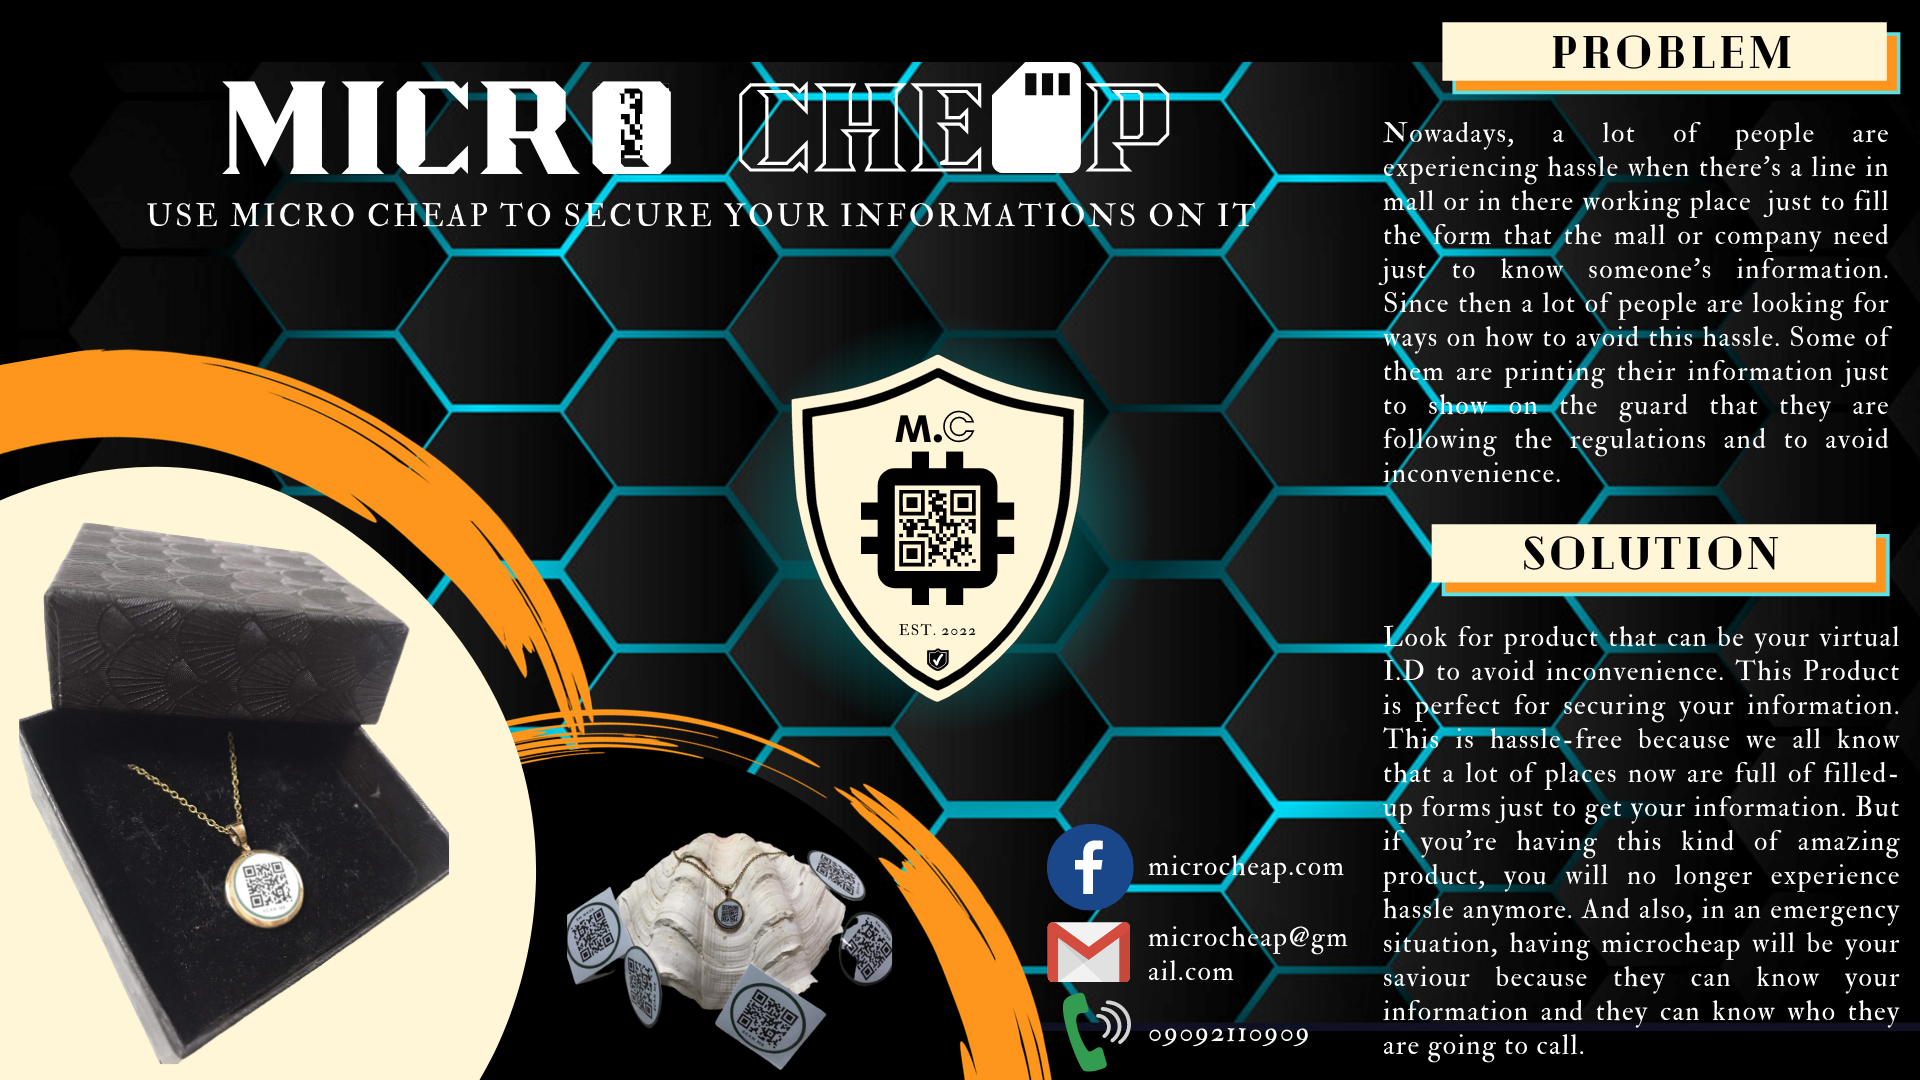 MICRO CHEAP
USE MICRO CHEAP TO SECURE YOUR INFORMATIONS ON IT
M.C
EST. 2022
PROBLEM
Nowadays, a lot of people are
experiencing hassle when there's a line in
mall or in there working place just to fill
the form that the mall or company need
just to know someone's information.
Since then a lot of people are looking for
ways on how to avoid this hassle. Some of
them are printing their information just
to show on the guard that they are
following the regulations and to avoid
inconvenience.
SOLUTION
Look for product that can be your virtual
I.D to avoid inconvenience. This Product
is perfect for securing your information.
This is hassle-free because we all know
that a lot of places now are full of filled-
up forms just to get your information. But
if you're having this kind of amazing
product, you will no longer experience
hassle anymore. And also, in an emergency
situation, having microcheap will be your
saviour because they can know your
information and they can know who they
are going to call.
microcheap.com
microcheap@gm
ail.com
09092110909